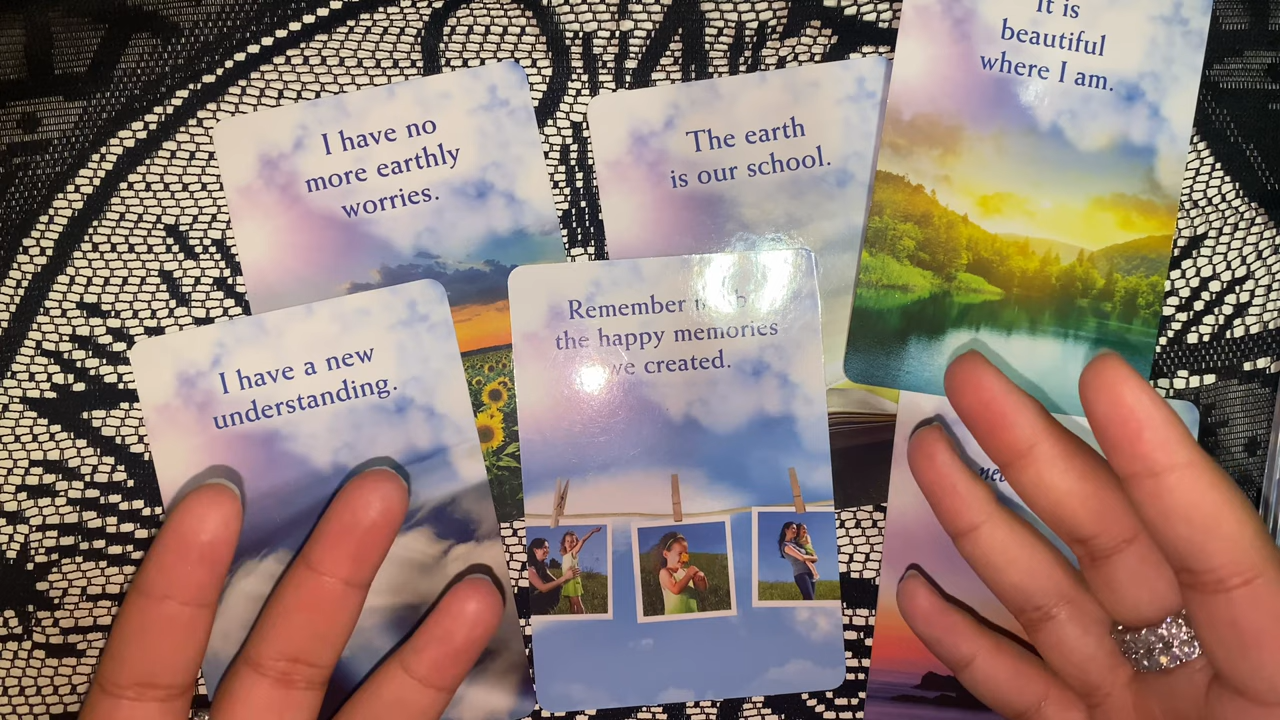 I have no
more earthly
worries.
The earth
is our school.
It is
beautiful
where I am.
I have a new
understanding.
Remember
the happy memories
we created.